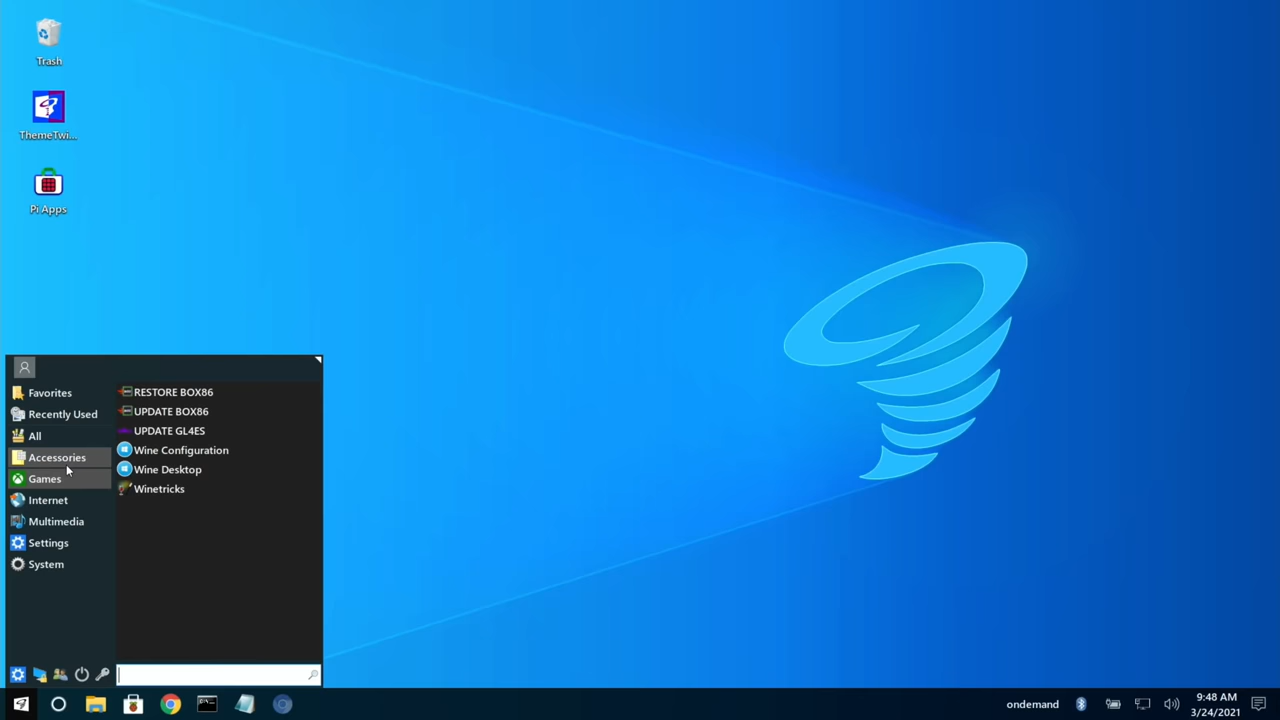 Trash
ThemeTwi...
Pi Apps
Favorites
Recently Used
All
Accessories
Games
Internet
Multimedia
Settings
System
RESTORE BOX86
UPDATE BOX86
UPDATE GL4ES
Wine Configuration
Wine Desktop
Winetricks
ondemand
9:48 AM
3/24/2021